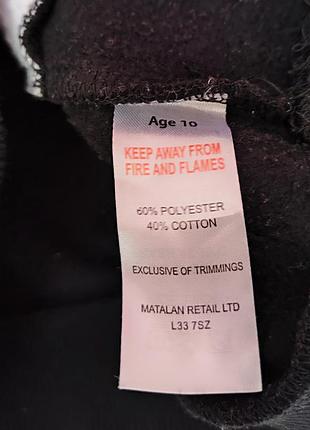 Age 10
KEEP AWAY FROM
FIRE AND FLAMES
60% POLYESTER
40% COTTON
EXCLUSIVE OF TRIMMINGS
MATALAN RETAIL LTD
L33 7SZ